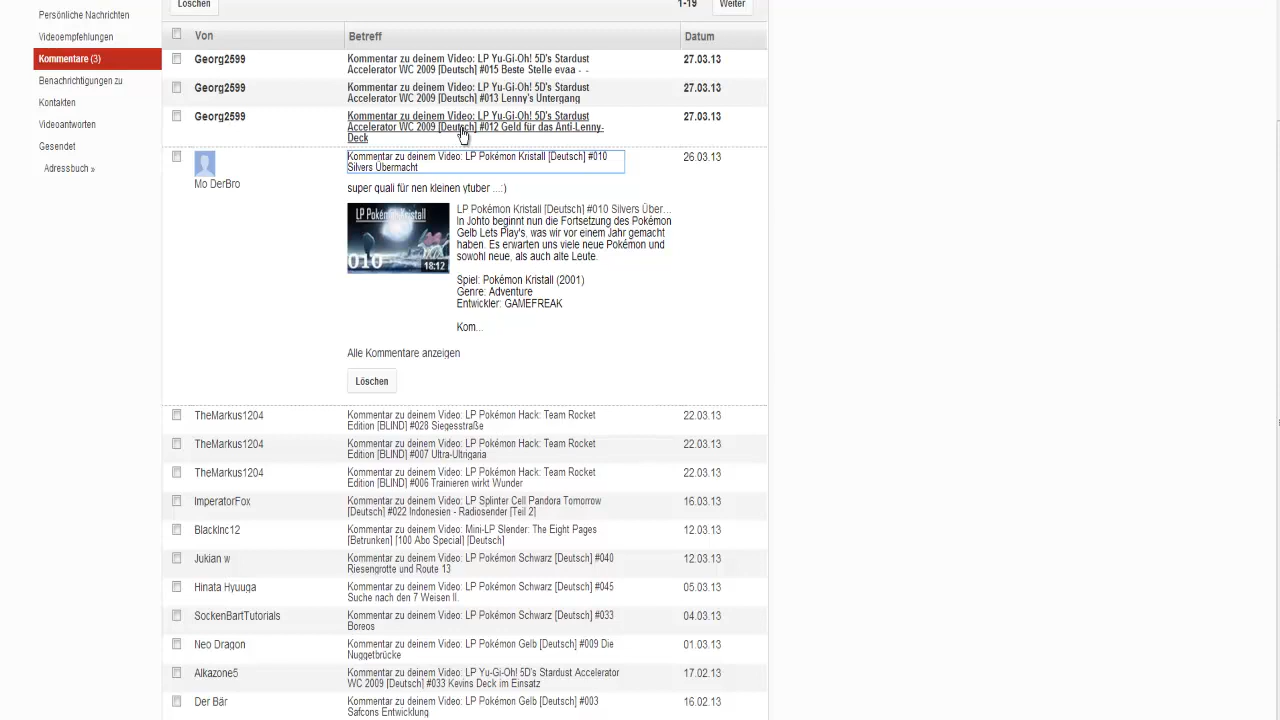 Löschen 1-19 Weiter
Persönliche Nachrichten
Videoempfehlungen
Kommentare (3)
Benachrichtigungen zu
Kontakten
Videoantworten
Gesendet
Adressbuch »
Von Betreff Datum
Georg2599 Kommentar zu deinem Video: LP Yu-Gi-Oh! 5D's Stardust 27.03.13
Accelerator WC 2009 [Deutsch] #015 Beste Stelle evaa - -
Georg2599 Kommentar zu deinem Video: LP Yu-Gi-Oh! 5D's Stardust 27.03.13
Accelerator WC 2009 [Deutsch] #013 Lenny's Untergang
Georg2599 Kommentar zu deinem Video: LP Yu-Gi-Oh! 5D's Stardust 27.03.13
Accelerator WC 2009 [Deutsch] #012 Geld für das Anti-Lenny-
Deck
Kommentar zu deinem Video: LP Pokémon Kristall [Deutsch] #010 26.03.13
Silvers Übermacht
Mo DerBro
super quali für nen kleinen ytuber ...:)
LP Pokémon Kristall
010
18:12
LP Pokémon Kristall [Deutsch] #010 Silvers Über...
In Johto beginnt nun die Fortsetzung des Pokémon
Gelb Lets Play's, was wir vor einem Jahr gemacht
haben. Es erwarten uns viele neue Pokémon und
sowohl neue, als auch alte Leute.
Spiel: Pokémon Kristall (2001)
Genre: Adventure
Entwickler: GAMEFREAK
Kom...
Alle Kommentare anzeigen
Löschen
TheMarkus1204 Kommentar zu deinem Video: LP Pokémon Hack: Team Rocket 22.03.13
Edition [BLIND] #028 Siegesstraße
TheMarkus1204 Kommentar zu deinem Video: LP Pokémon Hack: Team Rocket 22.03.13
Edition [BLIND] #007 Ultra-Ultrigaria
TheMarkus1204 Kommentar zu deinem Video: LP Pokémon Hack: Team Rocket 22.03.13
Edition [BLIND] #006 Trainieren wirkt Wunder
ImperatorFox Kommentar zu deinem Video: LP Splinter Cell Pandora Tomorrow 16.03.13
[Deutsch] #022 Indonesien - Radiosender [Teil 2]
BlackInc12 Kommentar zu deinem Video: Mini-LP Slender: The Eight Pages 12.03.13
[Betrunken] [100 Abo Special] [Deutsch]
Jukian w Kommentar zu deinem Video: LP Pokémon Schwarz [Deutsch] #040 12.03.13
Riesengrotte und Route 13
Hinata Hyuuga Kommentar zu deinem Video: LP Pokémon Schwarz [Deutsch] #045 05.03.13
Suche nach den 7 Weisen II.
SockenBartTutorials Kommentar zu deinem Video: LP Pokémon Schwarz [Deutsch] #033 04.03.13
Boreos
Neo Dragon Kommentar zu deinem Video: LP Pokémon Gelb [Deutsch] #009 Die 01.03.13
Nuggetbrücke
Alkazone5 Kommentar zu deinem Video: LP Yu-Gi-Oh! 5D's Stardust Accelerator 17.02.13
WC 2009 [Deutsch] #033 Kevins Deck im Einsatz
Der Bär Kommentar zu deinem Video: LP Pokémon Gelb [Deutsch] #003 16.02.13
Safcons Entwicklung